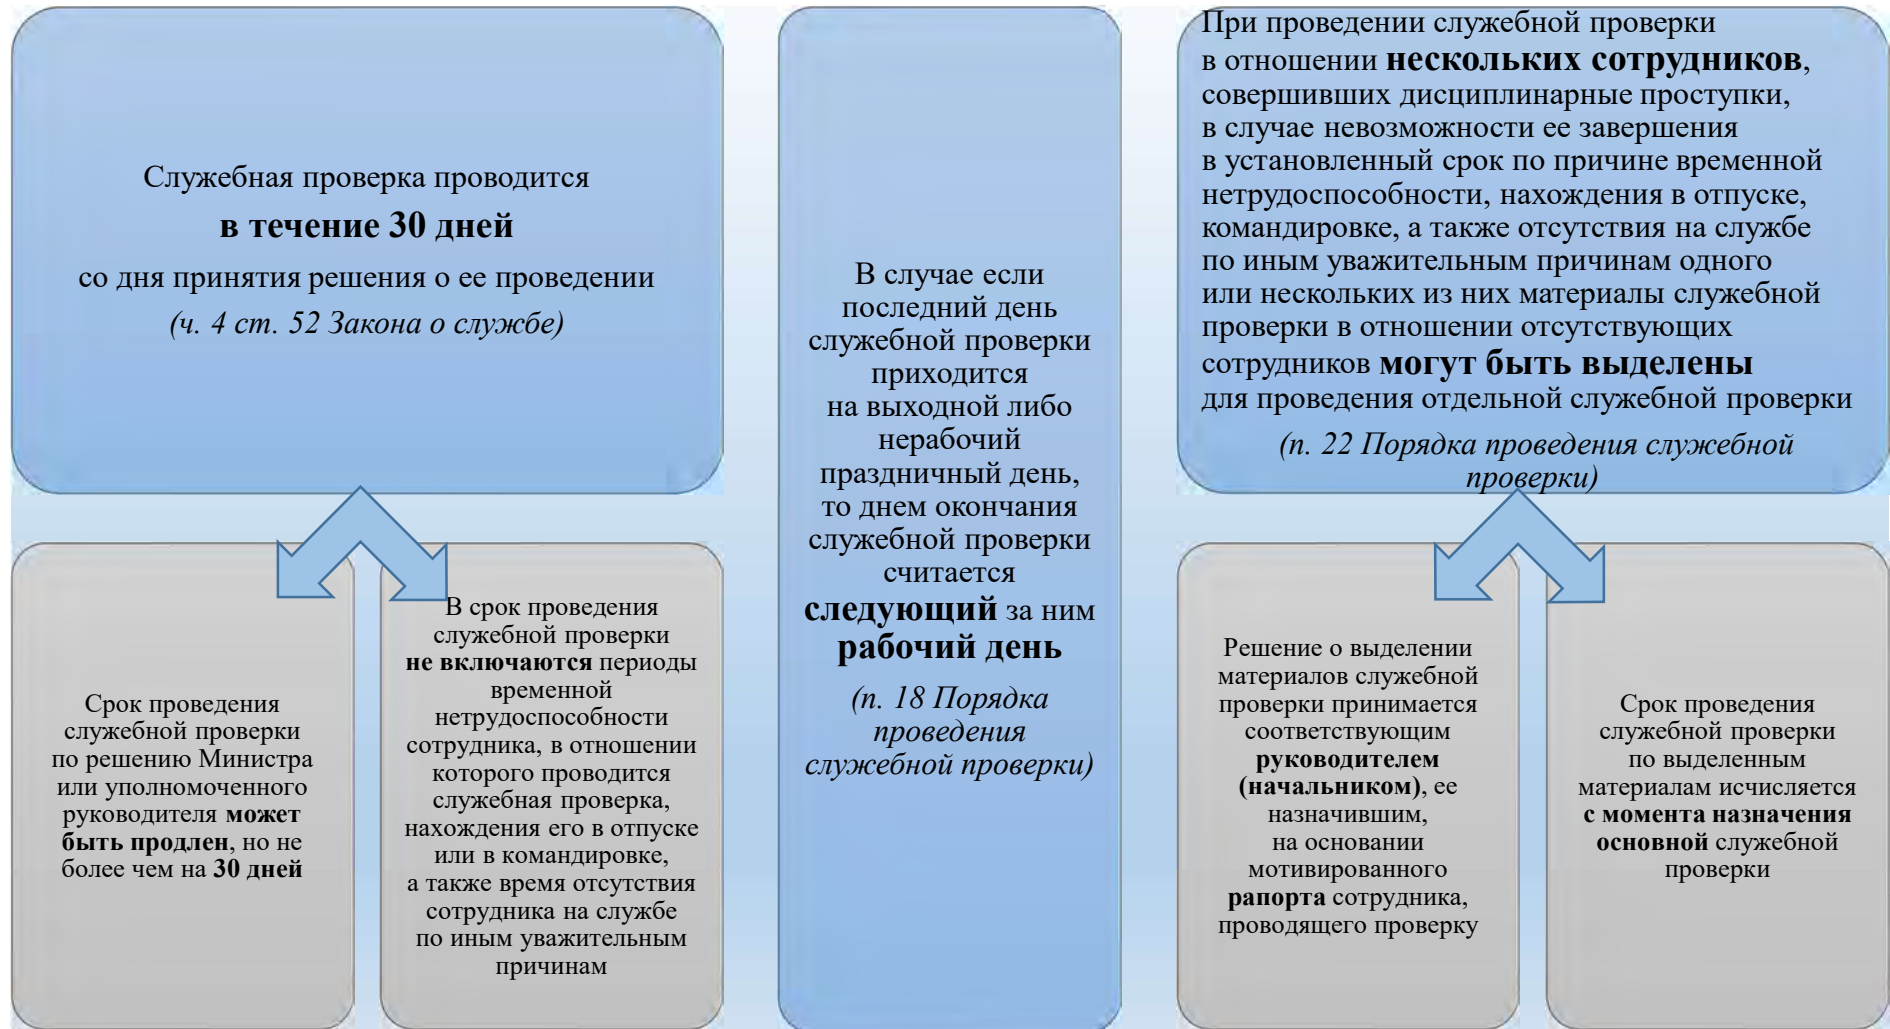 Служебная проверка проводится
в течение 30 дней
со дня принятия решения о ее проведении
(ч. 4 ст. 52 Закона о службе)
Срок проведения
служебной проверки
по решению Министра
или уполномоченного
руководителя может
быть продлен, но не
более чем на 30 дней
В срок проведения
служебной проверки
не включаются периоды
временной
нетрудоспособности
сотрудника, в отношении
которого проводится
служебная проверка,
нахождения его в отпуске
или в командировке,
а также время отсутствия
сотрудника на службе
по иным уважительным
причинам
В случае если
последний день
служебной проверки
приходится
на выходной либо
нерабочий
праздничный день,
то днем окончания
служебной проверки
считается
следующий за ним
рабочий день
(п. 18 Порядка
проведения
служебной проверки)
При проведении служебной проверки
в отношении нескольких сотрудников,
совершивших дисциплинарные проступки,
в случае невозможности ее завершения
в установленный срок по причине временной
нетрудоспособности, нахождения в отпуске,
командировке, а также отсутствия на службе
по иным уважительным причинам одного
или нескольких из них материалы служебной
проверки в отношении отсутствующих
сотрудников могут быть выделены
для проведения отдельной служебной проверки
(п. 22 Порядка проведения служебной
проверки)
Решение о выделении
материалов служебной
проверки принимается
соответствующим
руководителем
(начальником), ее
назначившим,
на основании
мотивированного
рапорта сотрудника,
проводящего проверку
Срок проведения
служебной проверки
по выделенным
материалам исчисляется
с момента назначения
основной служебной
проверки